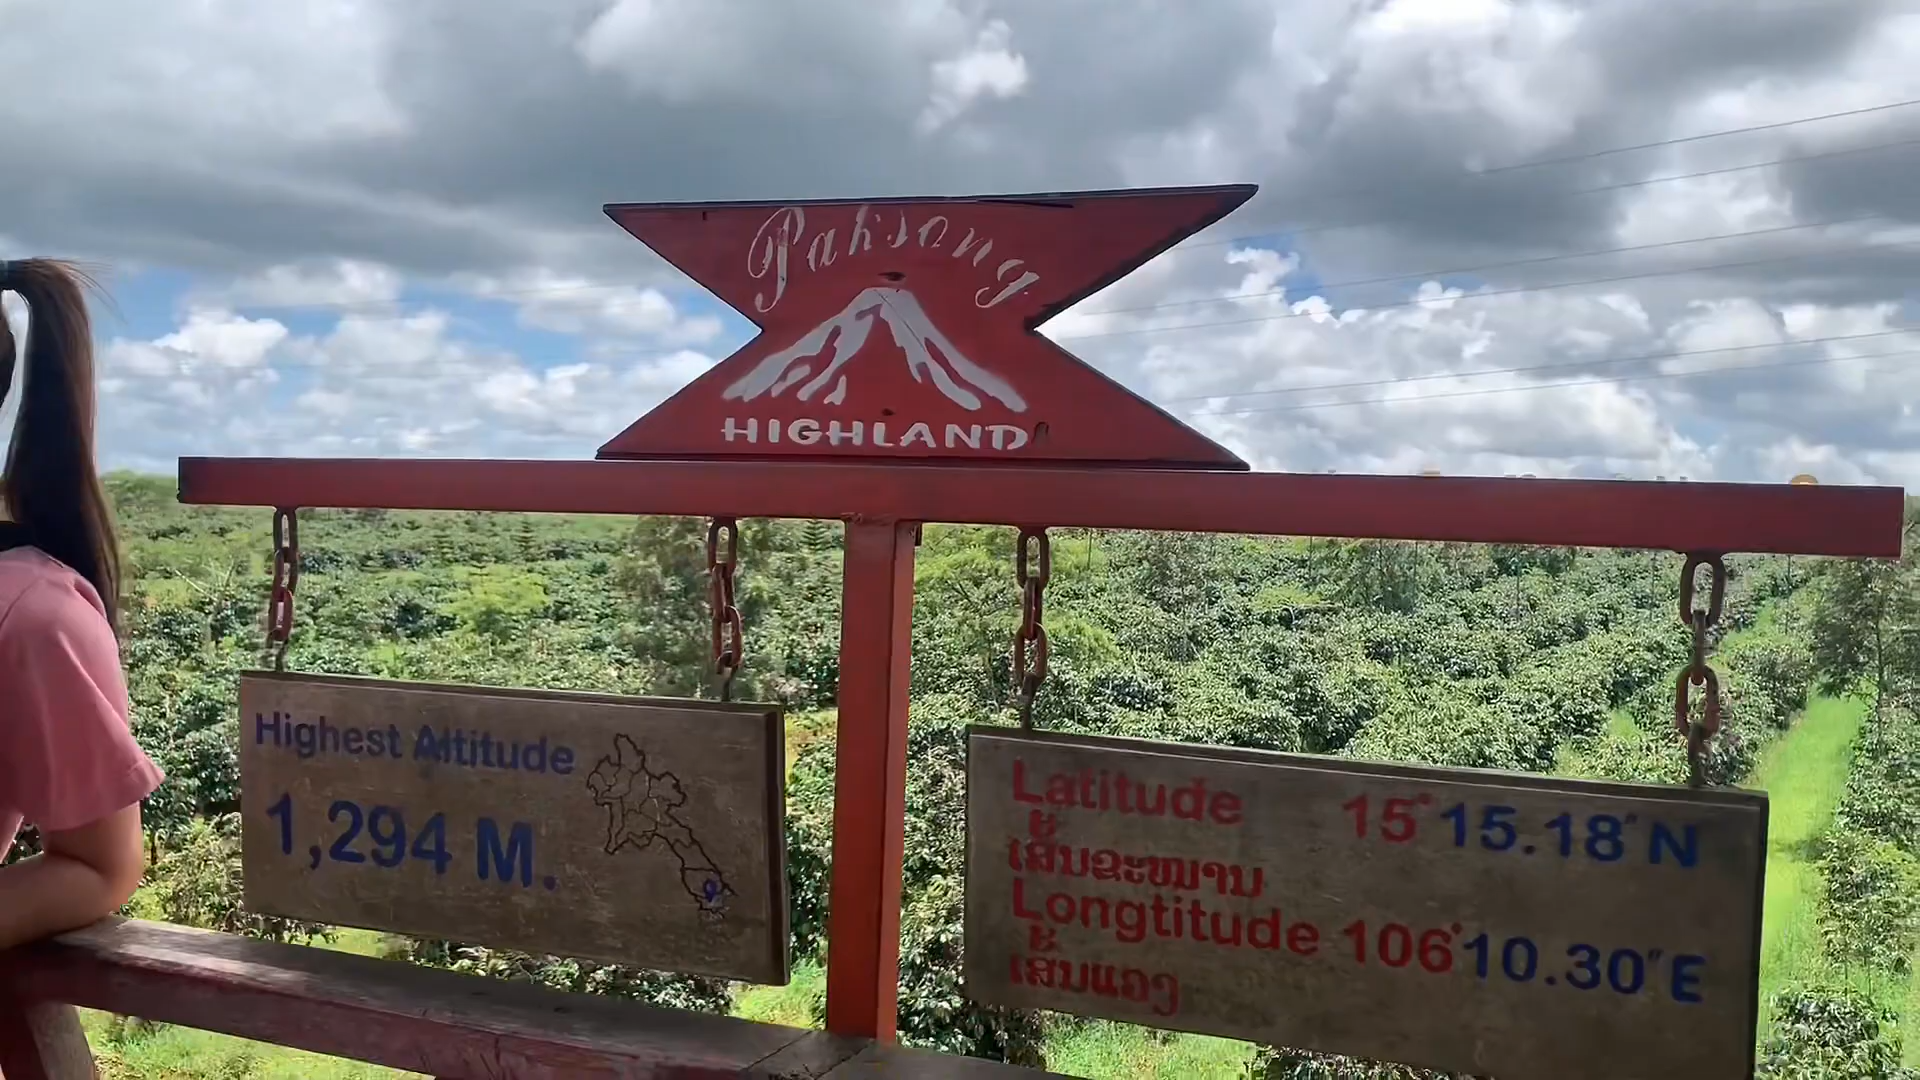 Paksong
HIGHLAND
Highest Altitude
1,294 M.
Latitude 15° 15.18' N
ເສັ້ນຂະໜານ
Longtitude 106° 10.30" E
ເສັ້ນແວງ